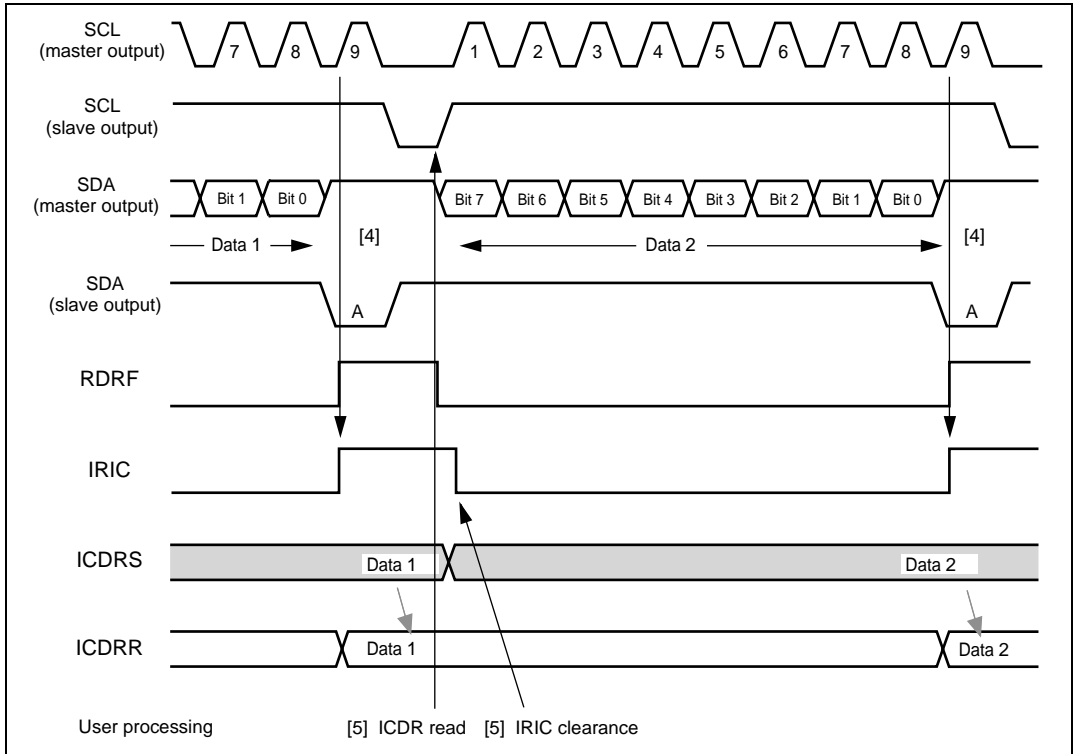 SCL
(master output)
7 8 9 1 2 3 4 5 6 7 8 9
SCL
(slave output)
SDA
(master output)
Bit 1 Bit 0 Bit 7 Bit 6 Bit 5 Bit 4 Bit 3 Bit 2 Bit 1 Bit 0
Data 1 [4] Data 2 [4]
SDA
(slave output)
A A
RDRF
IRIC
ICDRS
Data 1 Data 2
ICDRR
Data 1 Data 2
User processing [5] ICDR read [5] IRIC clearance